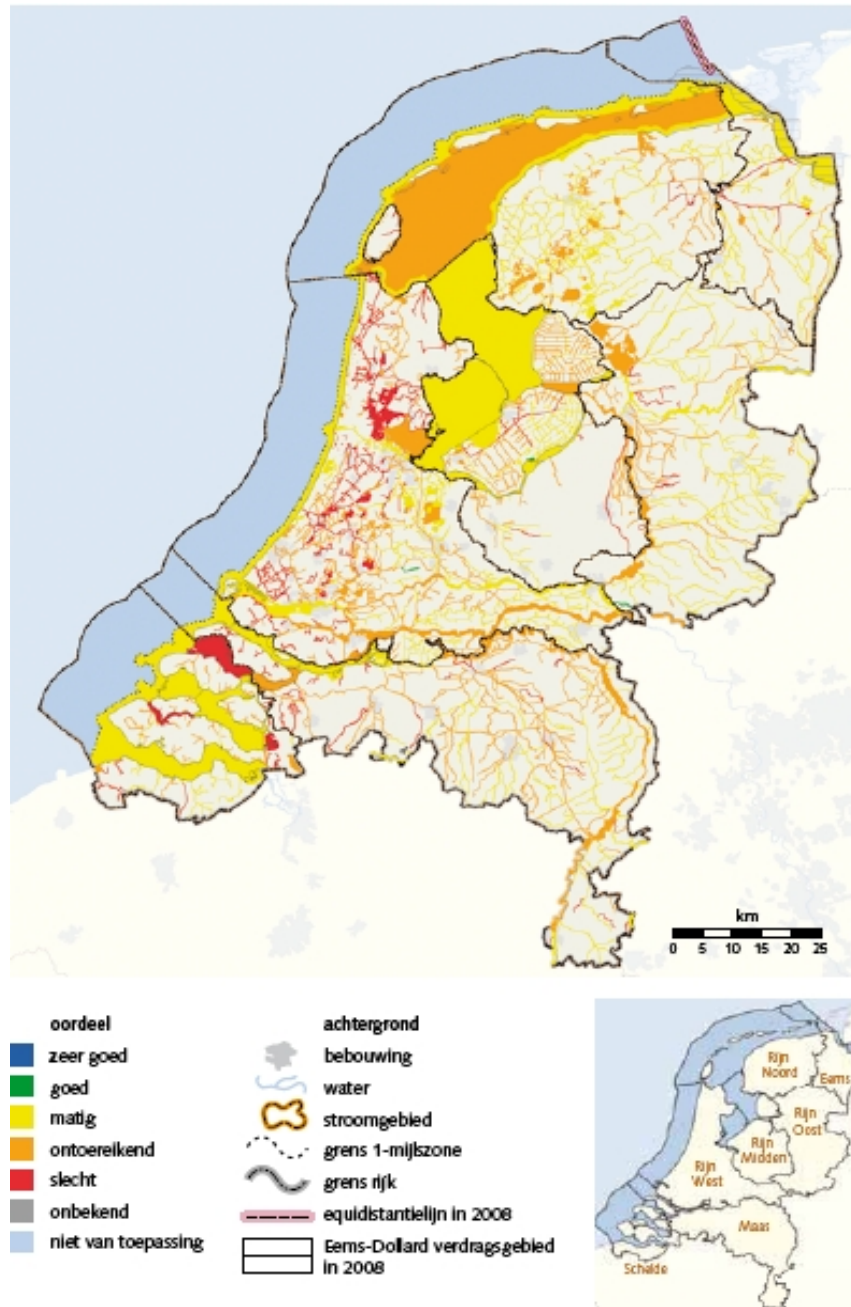 km
0 5 10 15 20 25
oordeel
zeer goed
goed
matig
ontoereikend
slecht
onbekend
niet van toepassing
achtergrond
bebouwing
water
stroomgebied
grens 1-mijlszone
grens rijk
equidistantielijn in 2008
Eems-Dollard verdragsgebied
in 2008
Rijn
Noord
Eems
Rijn
Oost
Rijn
Midden
Rijn
West
Maas
Schelde